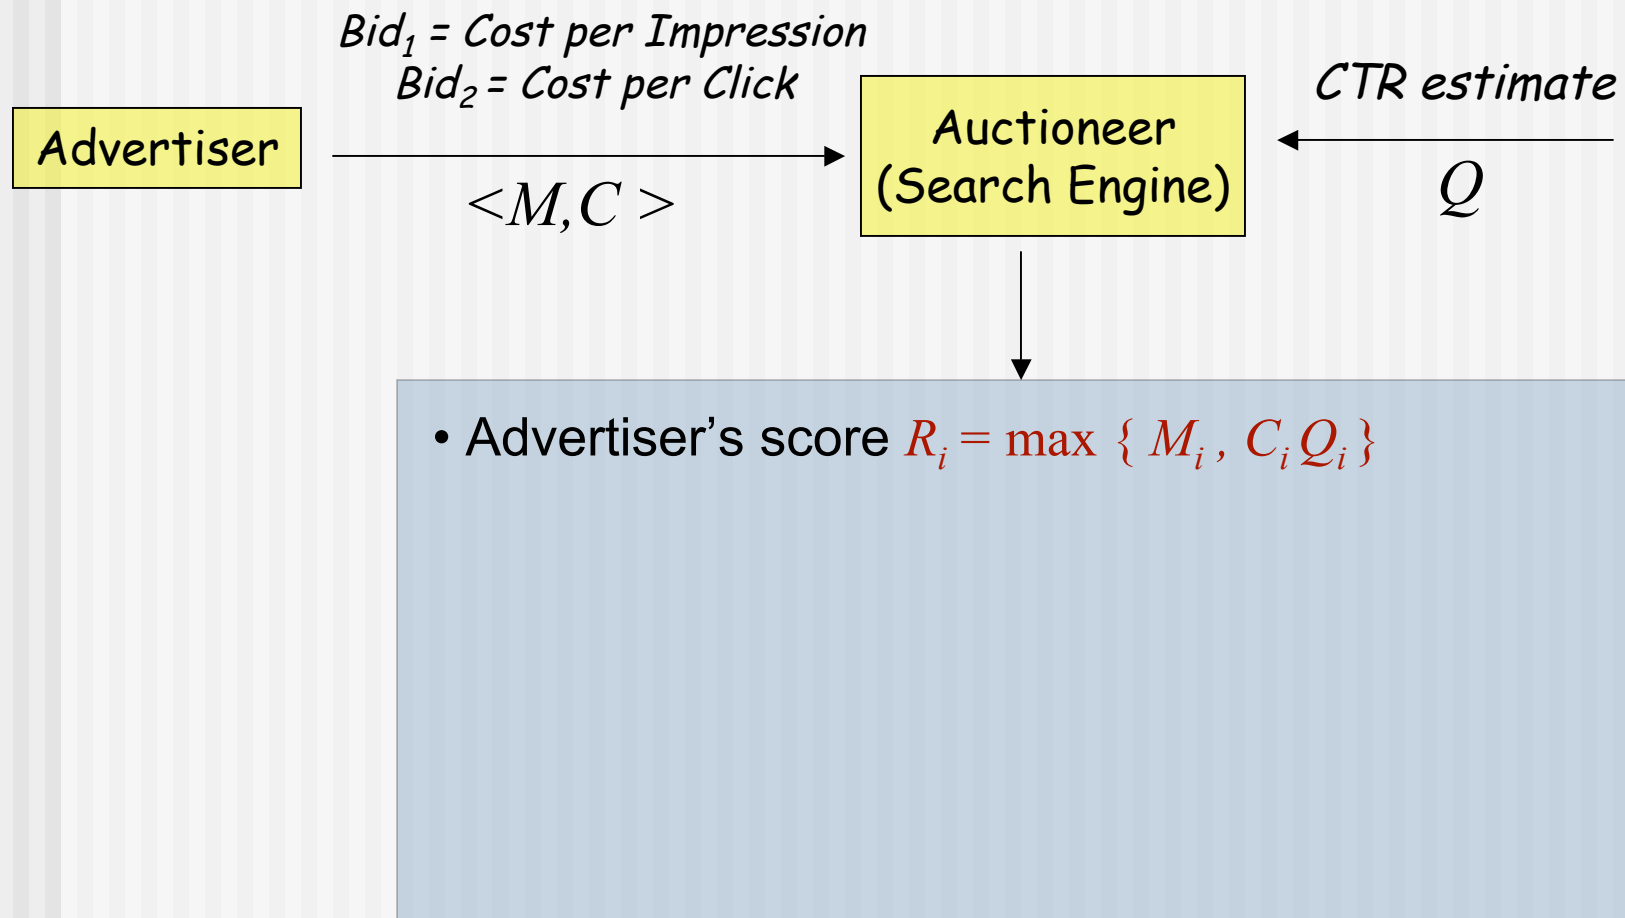 Bid₁ = Cost per Impression
Bid₂ = Cost per Click
Advertiser
<M,C >
Auctioneer
(Search Engine)
CTR estimate
Q
• Advertiser’s score Rᵢ = max { Mᵢ , CᵢQᵢ}